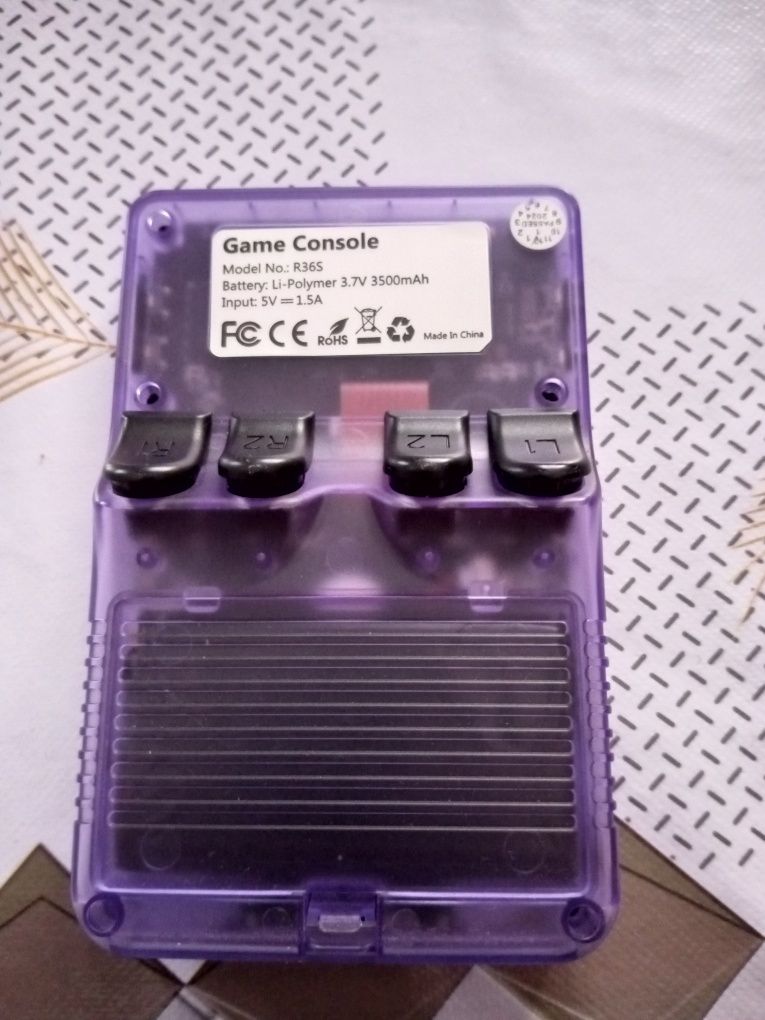 Game Console
Model No.: R36S
Battery: Li-Polymer 3.7V 3500mAh
Input: 5V⎓1.5A
FC CE RoHS Made In China
R1 R2 L2 L1